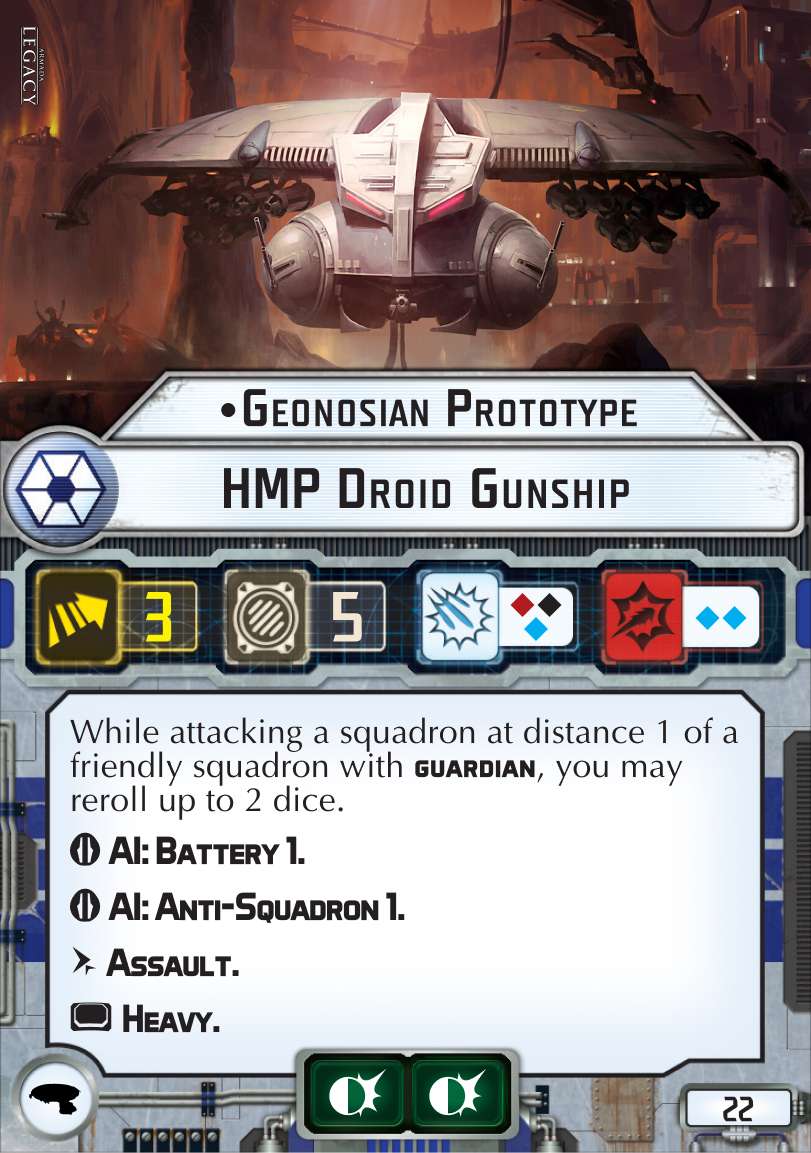 ARMADA
LEGACY
•Geonosian Prototype
HMP Droid Gunship
3 5
While attacking a squadron at distance 1 of a
friendly squadron with GUARDIAN, you may
reroll up to 2 dice.
AI: Battery 1.
AI: Anti-Squadron 1.
Assault.
Heavy.
22